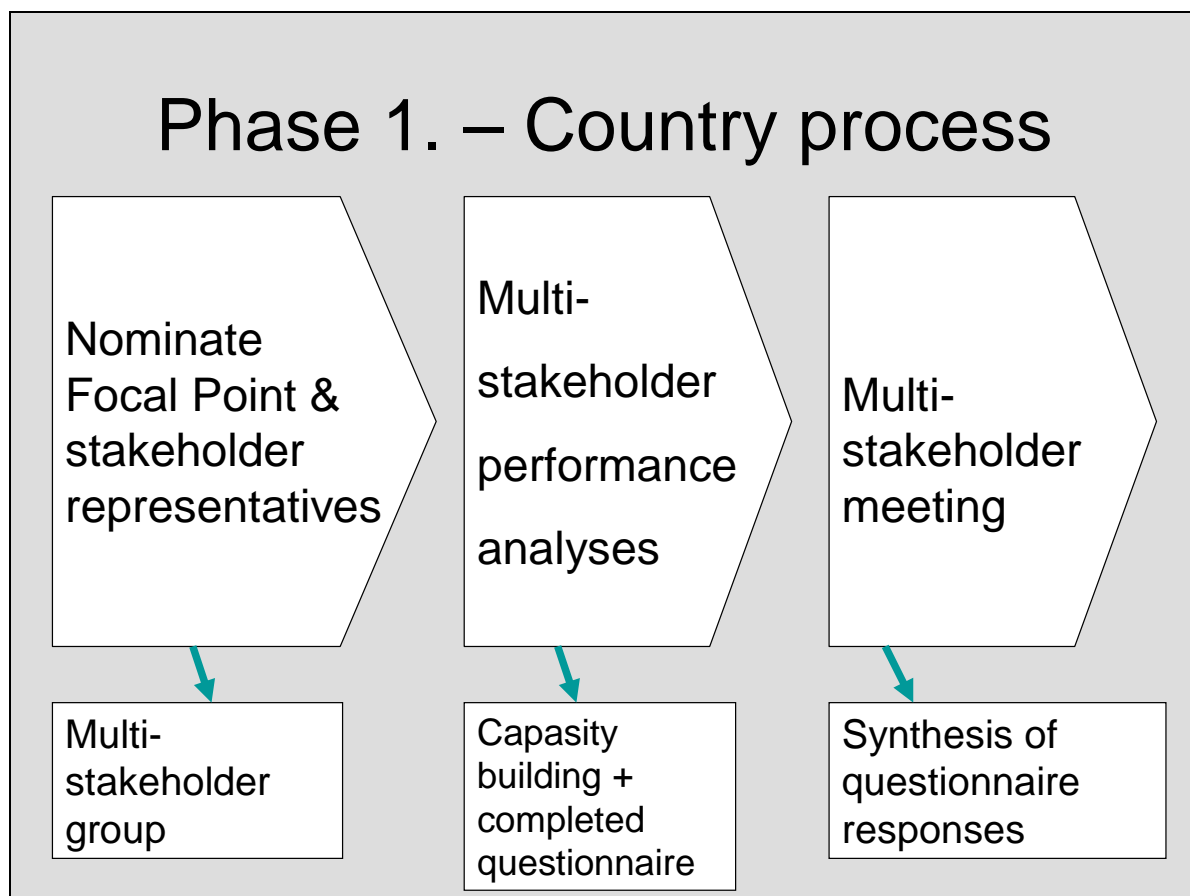 Phase 1. – Country process
Nominate
Focal Point &
stakeholder
representatives
Multi-
stakeholder
performance
analyses
Multi-
stakeholder
meeting
Multi-
stakeholder
group
Capasity
building +
completed
questionnaire
Synthesis of
questionnaire
responses